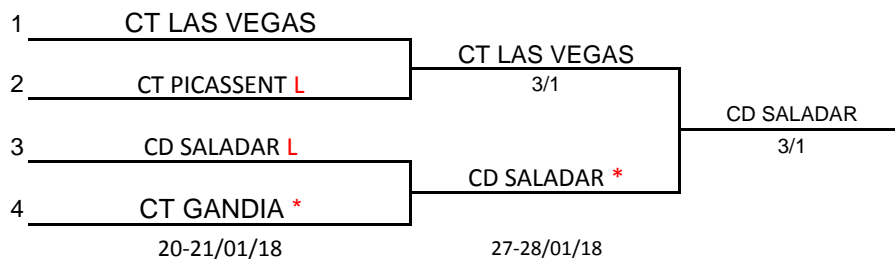 1 CT LAS VEGAS
CT LAS VEGAS
2 CT PICASSENT L
3/1
CD SALADAR
3 CD SALADAR L
3/1
CD SALADAR *
4 CT GANDIA *
20-21/01/18 27-28/01/18